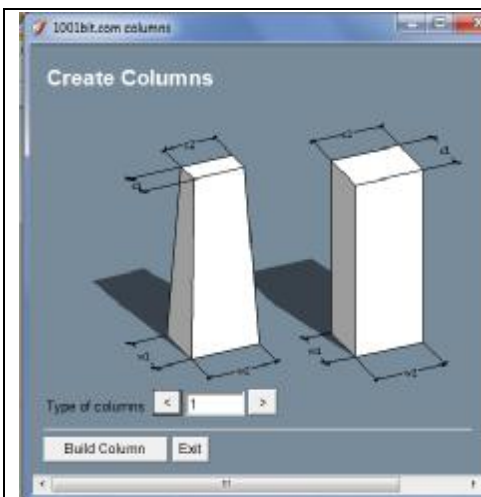 1001bit.com columns
Create Columns
Type of columns < 1 >
Build Column Exit